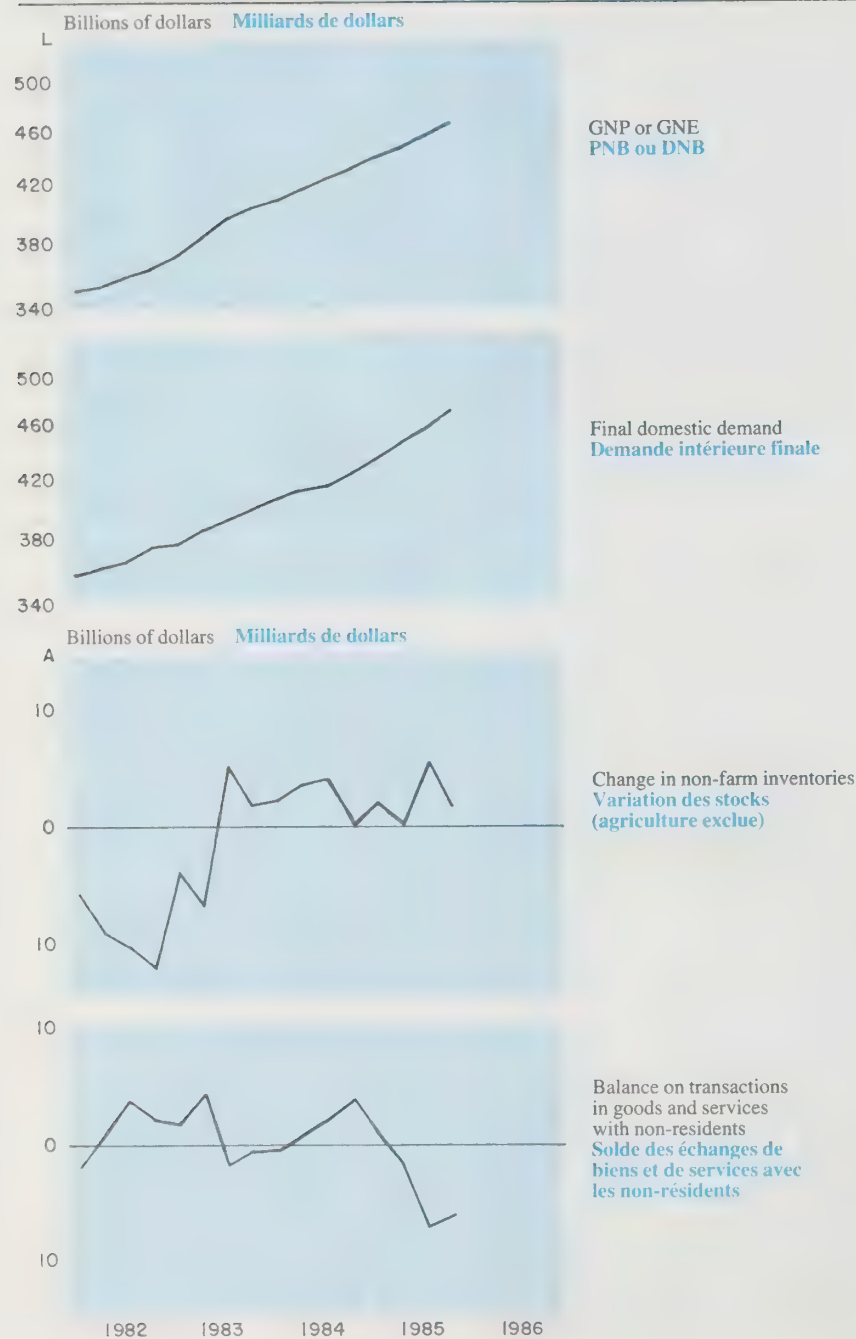 Billions of dollars Milliards de dollars
L
500
460
420
380
340
GNP or GNE
PNB ou DNB
500
460
420
380
340
Final domestic demand
Demande intérieure finale
Billions of dollars Milliards de dollars
A
10
0
10
Change in non-farm inventories
Variation des stocks
(agriculture exclue)
10
0
10
Balance on transactions
in goods and services
with non-residents
Solde des échanges de
biens et de services avec
les non-résidents
1982 1983 1984 1985 1986